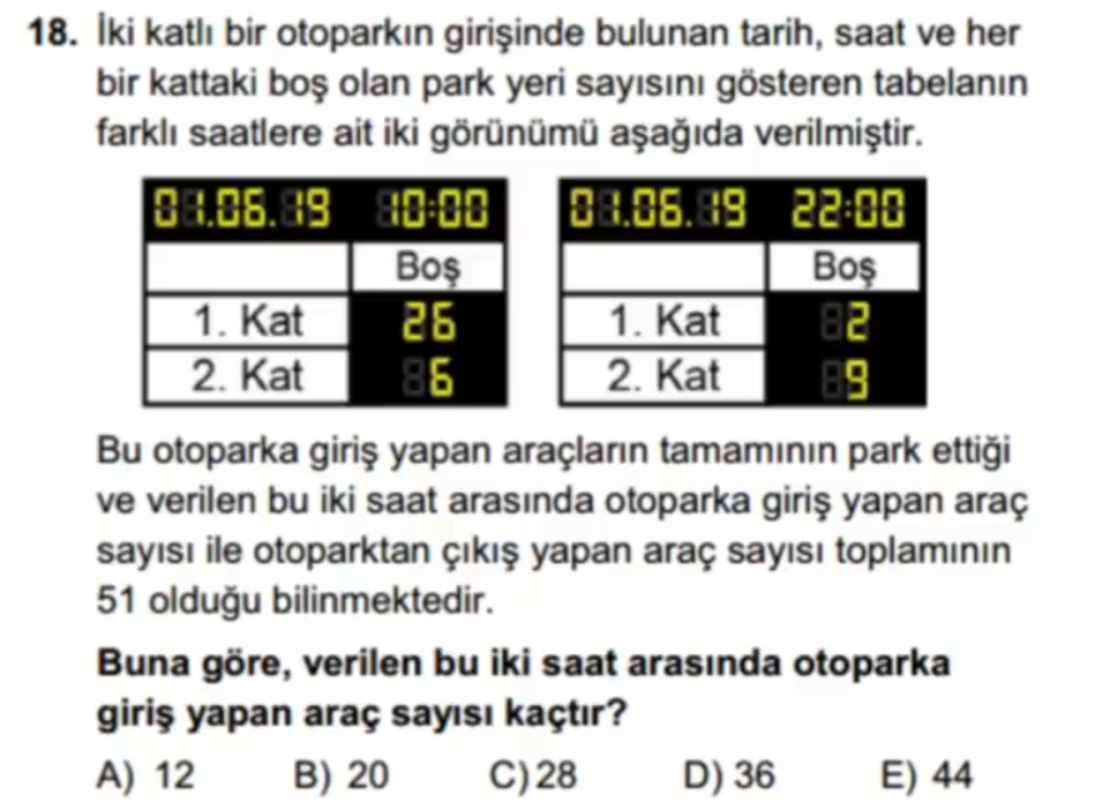 18. İki katlı bir otoparkın girişinde bulunan tarih, saat ve her
bir kattaki boş olan park yeri sayısını gösteren tabelanın
farklı saatlere ait iki görünümü aşağıda verilmiştir.
01.06.19 10:00
Boş
1. Kat 26
2. Kat 6
01.06.19 22:00
Boş
1. Kat 2
2. Kat 9
Bu otoparka giriş yapan araçların tamamının park ettiği
ve verilen bu iki saat arasında otoparka giriş yapan araç
sayısı ile otoparktan çıkış yapan araç sayısı toplamının
51 olduğu bilinmektedir.
Buna göre, verilen bu iki saat arasında otoparka
giriş yapan araç sayısı kaçtır?
A) 12 B) 20 C) 28 D) 36 E) 44